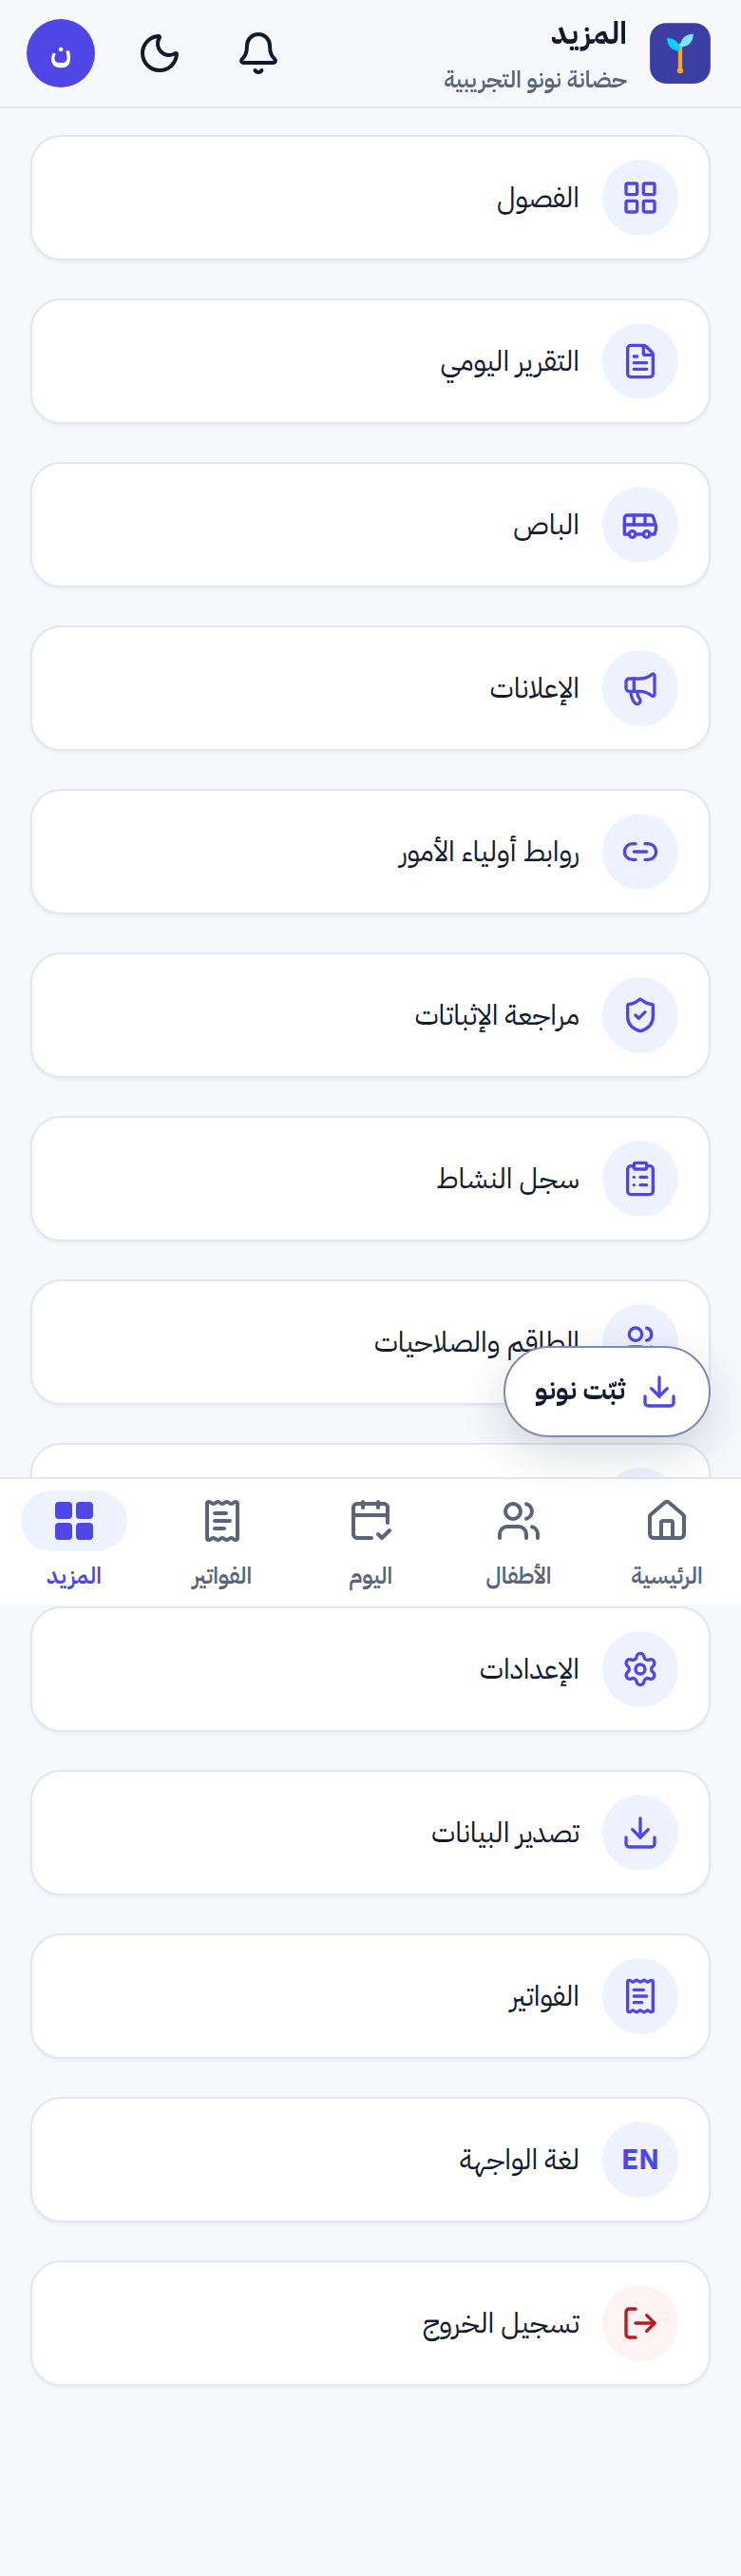 المزيد
حضانة نونو التجريبية
ن
الفصول
التقرير اليومي
الباص
الإعلانات
روابط أولياء الأمور
مراجعة الإثباتات
سجل النشاط
الطاقم والصلاحيات
ثبّت نونو
الرئيسية
الأطفال
اليوم
الفواتير
المزيد
الإعدادات
تصدير البيانات
الفواتير
EN
لغة الواجهة
تسجيل الخروج